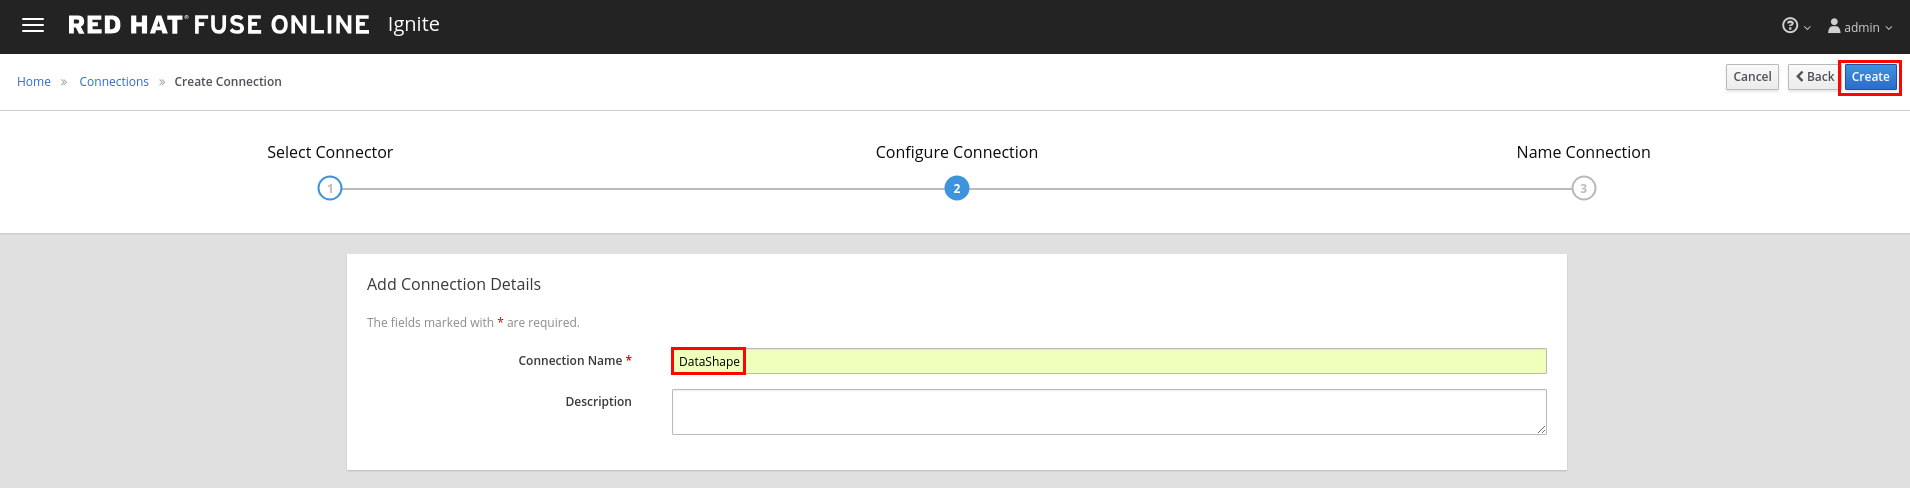 RED HAT® FUSE ONLINE Ignite
admin
Home » Connections » Create Connection
Cancel Back Create
Select Connector Configure Connection Name Connection
1 2 3
Add Connection Details
The fields marked with * are required.
Connection Name * DataShape
Description